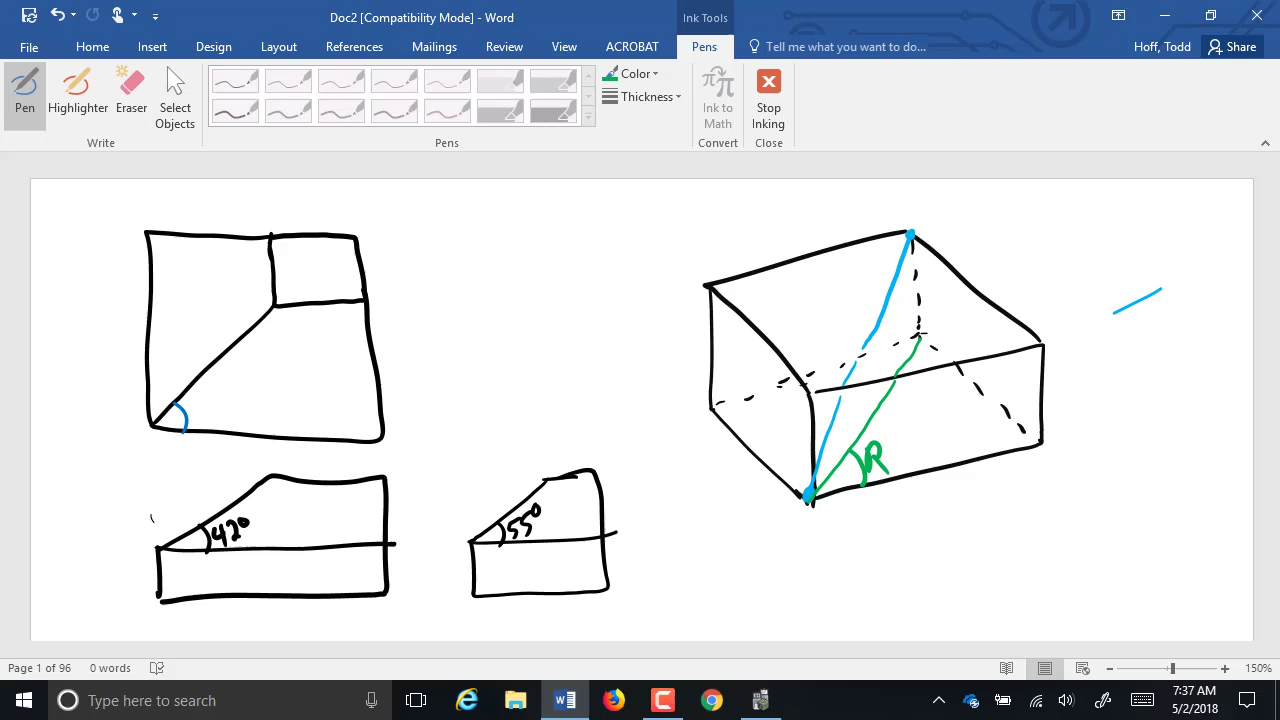 Doc2 [Compatibility Mode] - Word
Ink Tools
File
Home
Insert
Design
Layout
References
Mailings
Review
View
ACROBAT
Pens
Tell me what you want to do...
Hoff, Todd
Share
Pen
Highlighter
Eraser
Select
Objects
Color
Thickness
Ink to
Math
Stop
Inking
Write
Pens
Convert
Close
42°
55°
R
Page 1 of 96
0 words
150%
Type here to search
7:37 AM
5/2/2018